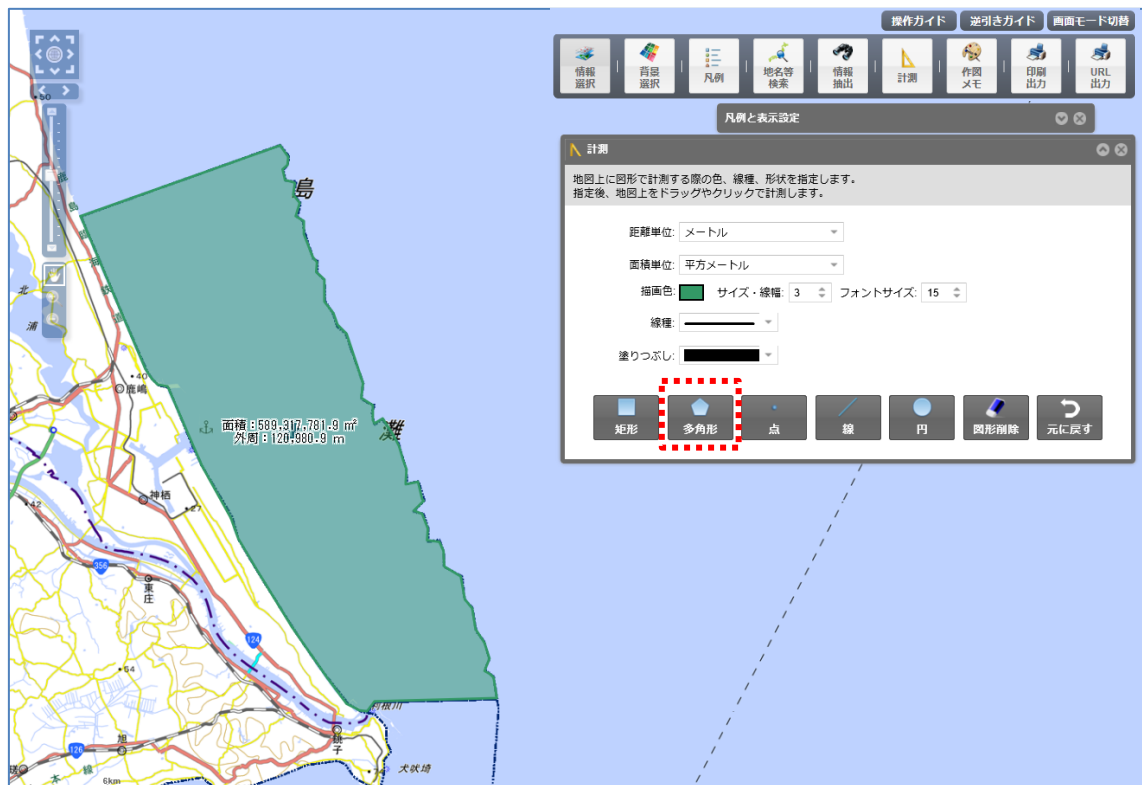 操作ガイド
逆引きガイド
画面モード切替
情報
選択
背景
選択
凡例
地名等
検索
情報
抽出
計測
作図
メモ
印刷
出力
URL
出力
凡例と表示設定
計測
地図上に図形で計測する際の色、線種、形状を指定します。
指定後、地図上をドラッグやクリックで計測します。
距離単位: メートル
面積単位: 平方メートル
描画色: サイズ・線幅: 3 フォントサイズ: 15
線種:
塗りつぶし:
矩形
多角形
点
線
円
図形削除
元に戻す
50
鹿
島
臨
海
鉄
道
北
浦
島
灘
40
鹿嶋
面積:589,317,781.9 ㎡
外周:120,980.9 m
神栖
27
42
356
東
庄
124
54
利根川
銚
子
126
旭
本線
6km
犬吠埼